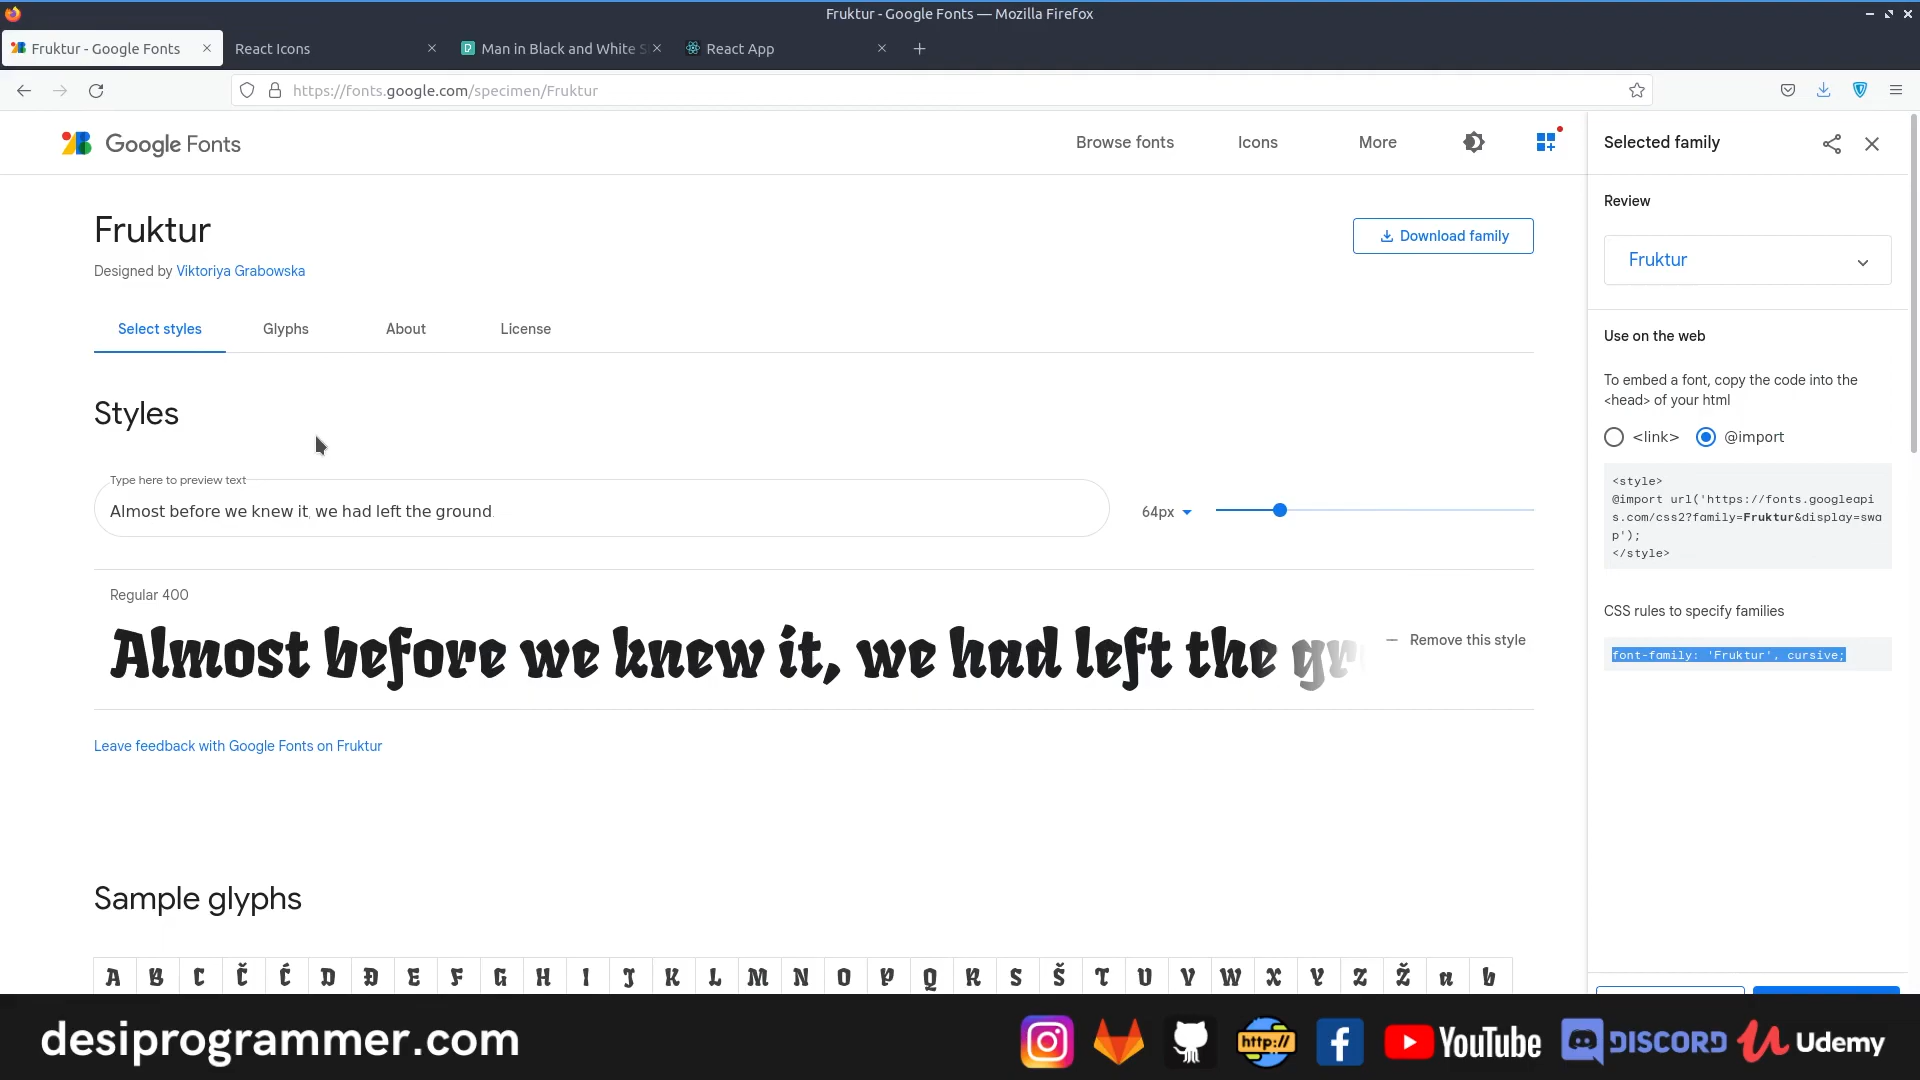 Fruktur - Google Fonts — Mozilla Firefox
Fruktur - Google Fonts
React Icons
Man in Black and White S
React App
https://fonts.google.com/specimen/Fruktur
Google Fonts
Browse fonts
Icons
More
Selected family
Fruktur
Designed by Viktoriya Grabowska
Download family
Review
Fruktur
Select styles
Glyphs
About
License
Use on the web
To embed a font, copy the code into the
<head> of your html
<link>
@import
Styles
Type here to preview text
Almost before we knew it, we had left the ground.
64px
<style>
@import url('https://fonts.googleapi
s.com/css2?family=Fruktur&display=swa
p');
</style>
Regular 400
Almost before we knew it, we had left the gr
Remove this style
CSS rules to specify families
font-family: 'Fruktur', cursive;
Leave feedback with Google Fonts on Fruktur
Sample glyphs
A B C Č Ć D Đ E F G H I J K L M N O P Q R S Š T U V W X Y Z Ž a b
desiprogrammer.com
http://
YouTube
DISCORD
Udemy